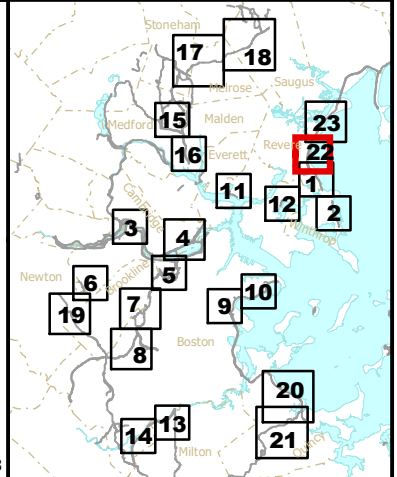 Stoneham
17
18
Melrose
Saugus
23
15
Medford
Malden
16
Everett
Revere
22
11
1
12
2
Winthrop
Cambridge
3
4
Newton
Brookline
5
6
19
7
10
9
8
Boston
20
13
14
21
Milton
Quincy